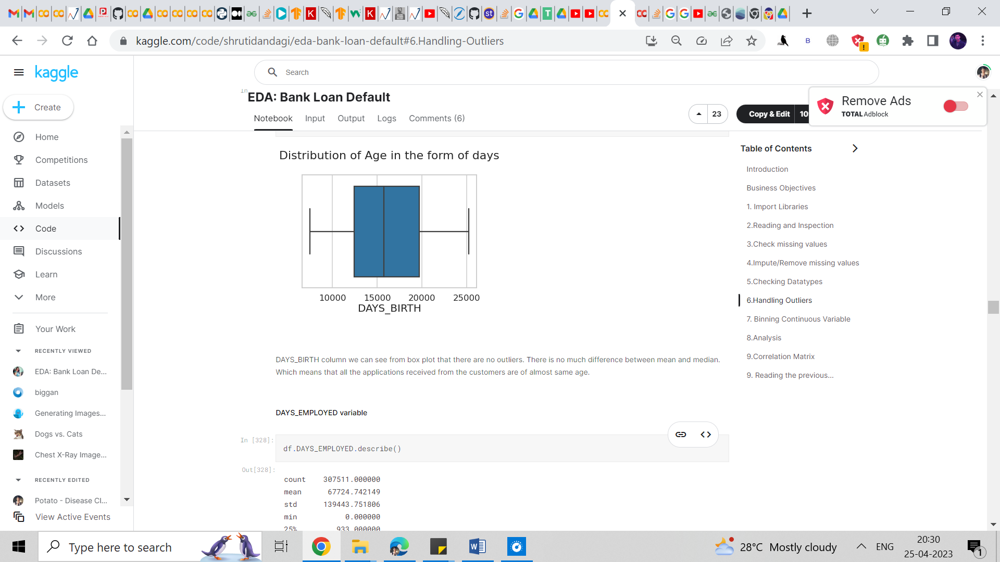 kaggle.com/code/shrutidandagi/eda-bank-loan-default#6.Handling-Outliers
kaggle
Search
Create
Home
Competitions
Datasets
Models
Code
Discussions
Learn
More
Your Work
RECENTLY VIEWED
EDA: Bank Loan De...
biggan
Generating Images...
Dogs vs. Cats
Chest X-Ray Image...
RECENTLY EDITED
Potato - Disease Cl...
View Active Events
In
EDA: Bank Loan Default
Notebook Input Output Logs Comments (6)
23
Copy & Edit
Remove Ads
TOTAL Adblock
Distribution of Age in the form of days
10000 15000 20000 25000
DAYS_BIRTH
DAYS_BIRTH column we can see from box plot that there are no outliers. There is no much difference between mean and median.
Which means that all the applications received from the customers are of almost same age.
DAYS_EMPLOYED variable
In [328]:
df.DAYS_EMPLOYED.describe()
Out[328]:
count 307511.000000
mean 67724.742149
std 139443.751806
min 0.000000
25% 933.000000
Table of Contents
Introduction
Business Objectives
1. Import Libraries
2.Reading and Inspection
3.Check missing values
4.Impute/Remove missing values
5.Checking Datatypes
6.Handling Outliers
7. Binning Continuous Variable
8.Analysis
9.Correlation Matrix
9. Reading the previous...
Type here to search
28°C Mostly cloudy
ENG
20:30
25-04-2023
1